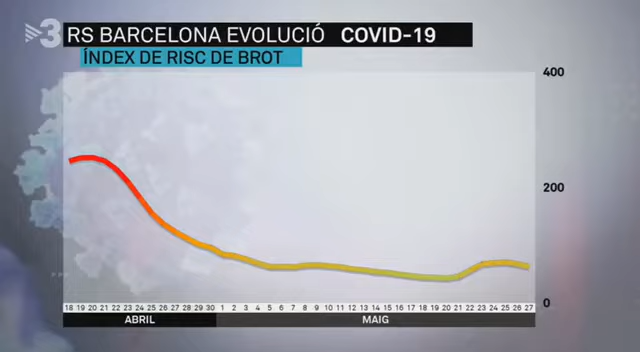 3 RS BARCELONA EVOLUCIÓ COVID-19
ÍNDEX DE RISC DE BROT
400
200
0
18 19 20 21 22 23 24 25 26 27 28 29 30 1 2 3 4 5 6 7 8 9 10 11 12 13 14 15 16 17 18 19 20 21 22 23 24 25 26 27
ABRIL MAIG